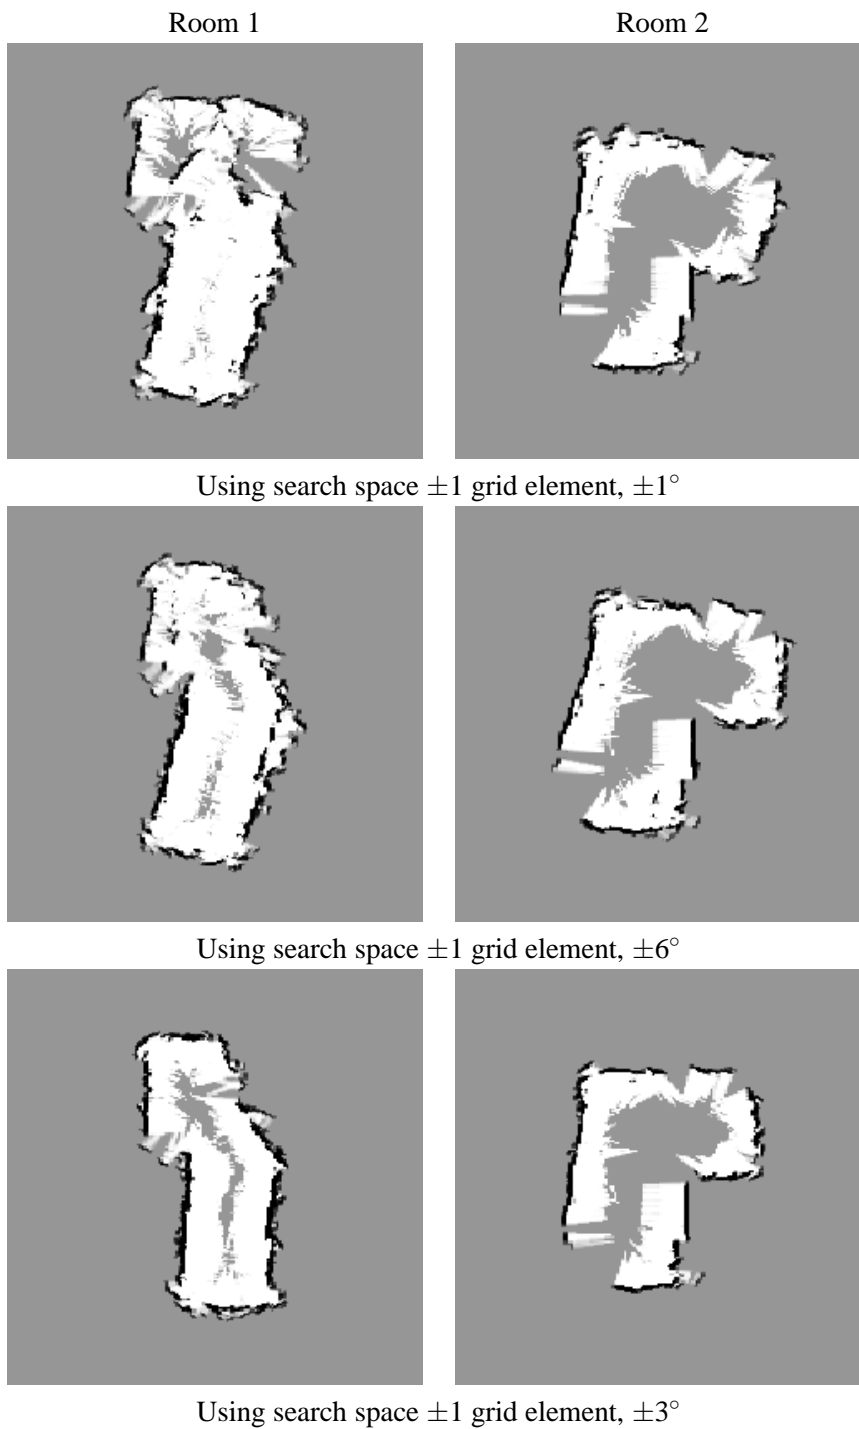 Room 1 Room 2
Using search space ±1 grid element, ±1°
Using search space ±1 grid element, ±6°
Using search space ±1 grid element, ±3°